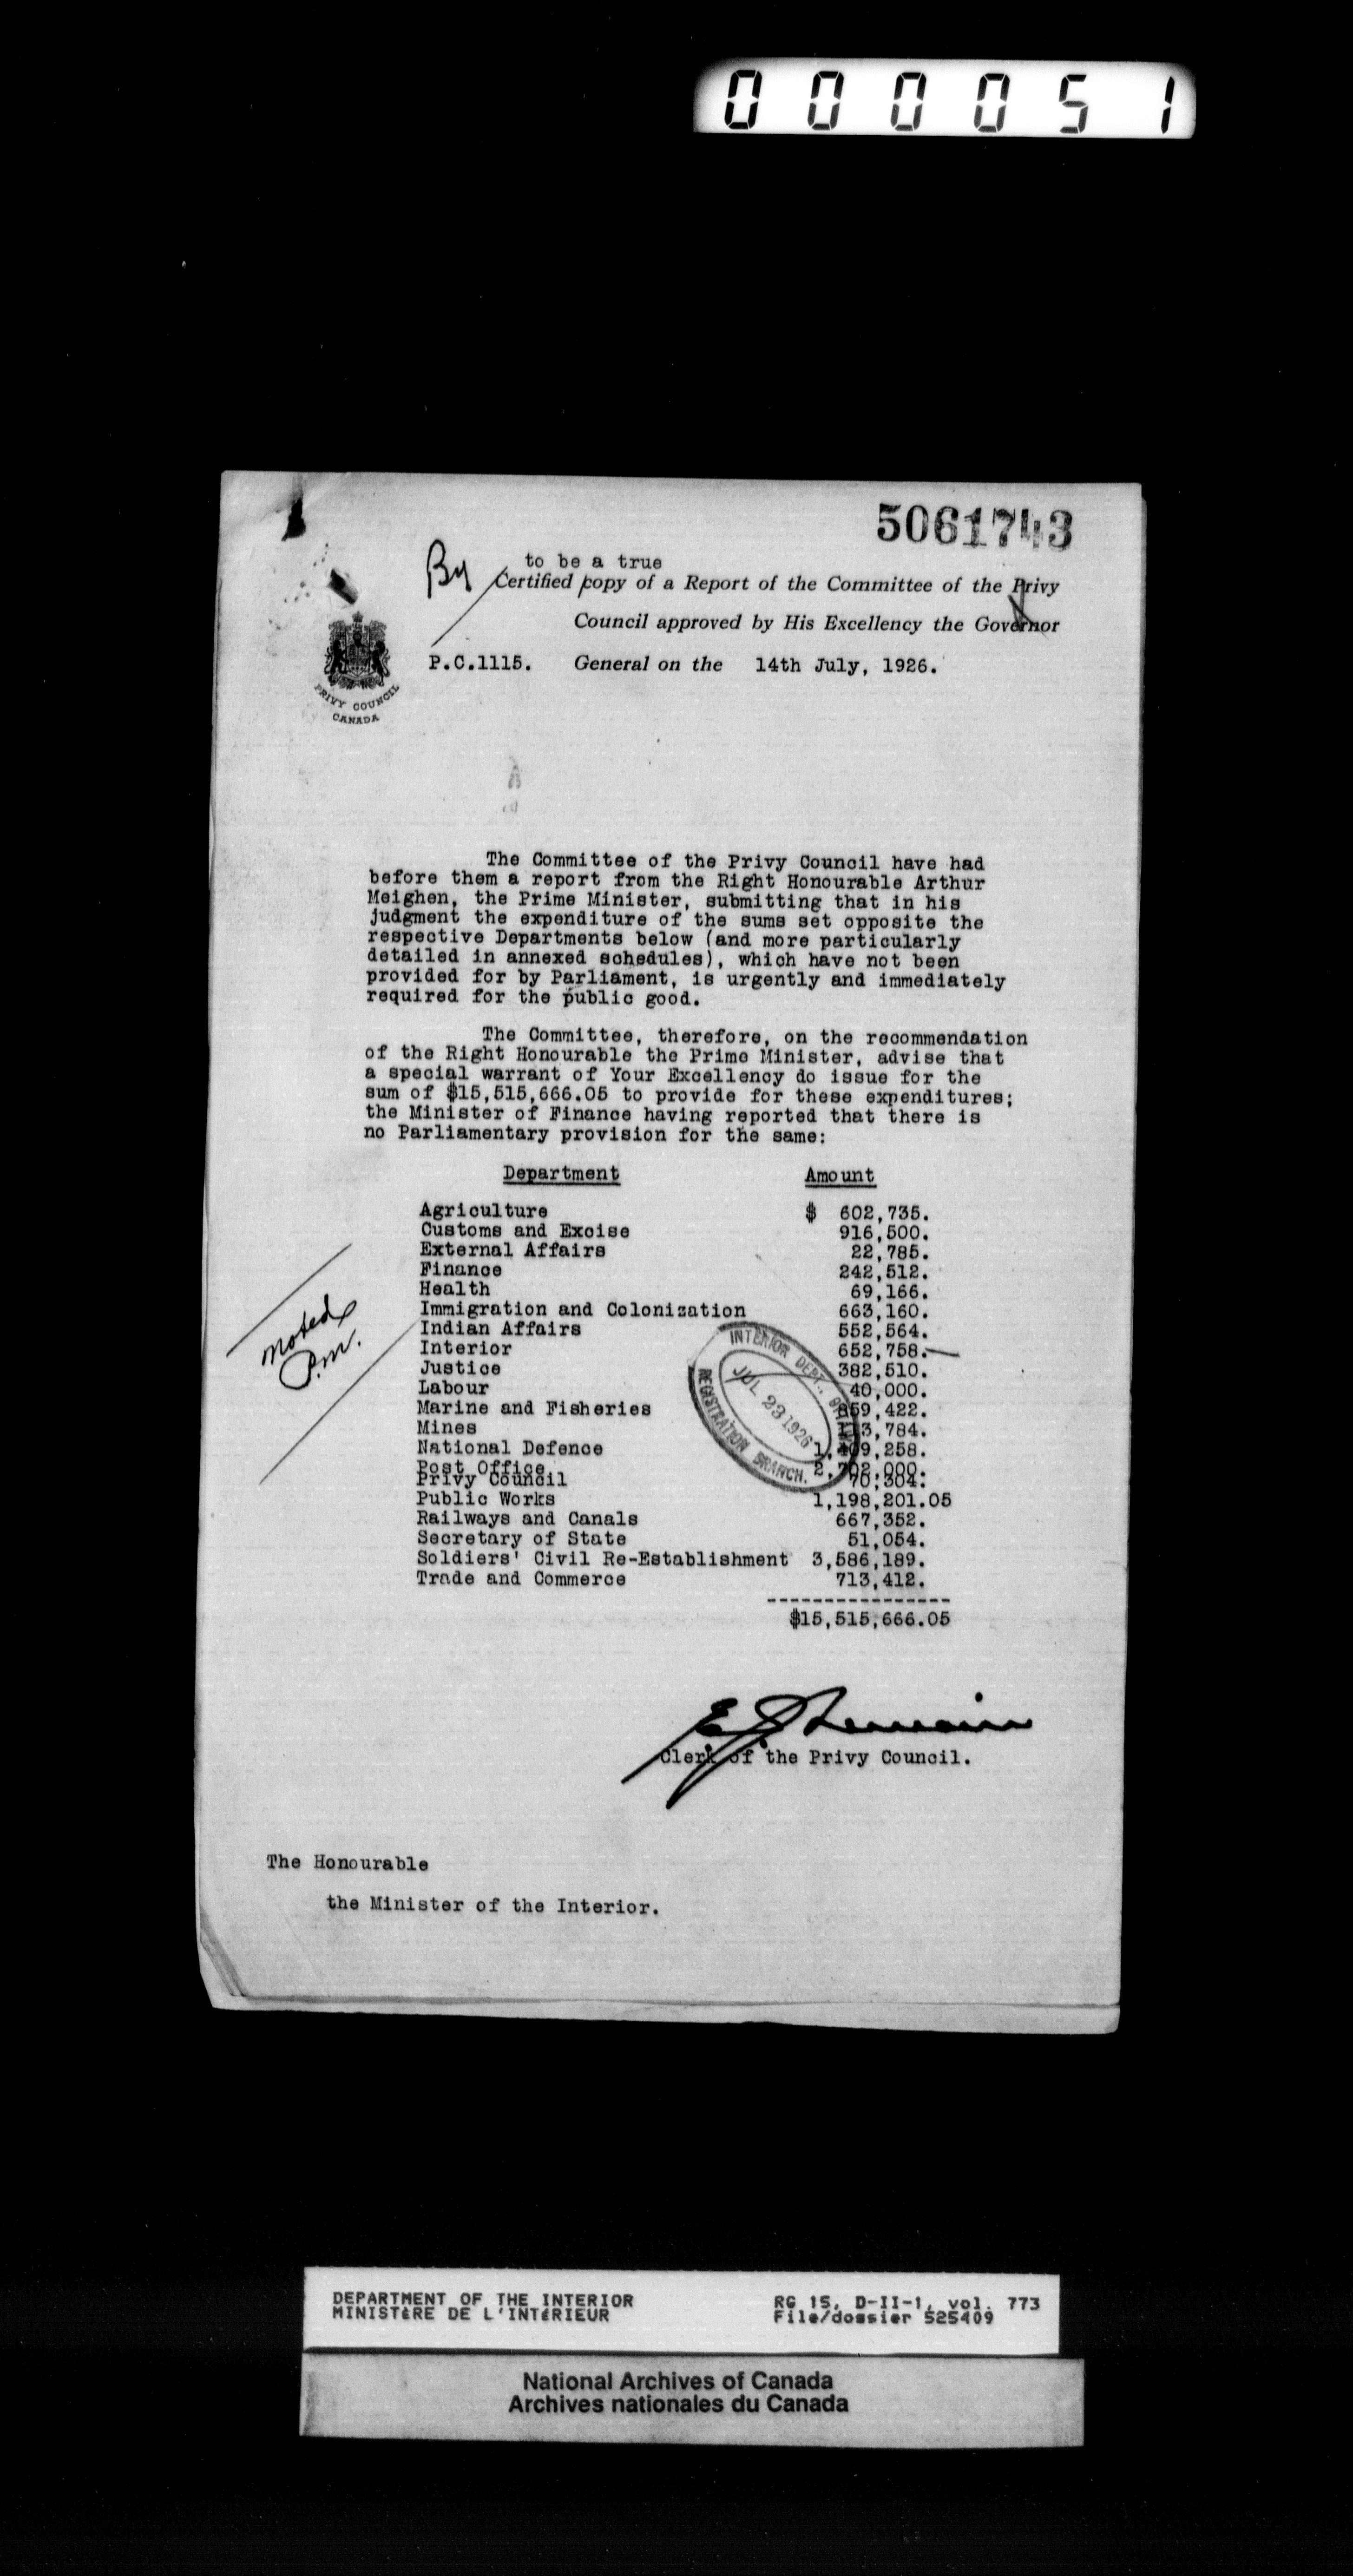 000051
5061743
By
to be a true
Certified copy of a Report of the Committee of the Privy
Council approved by His Excellency the Governor
P.C.1115. General on the 14th July, 1926.
PRIVY COUNCIL
CANADA
The Committee of the Privy Council have had
before them a report from the Right Honourable Arthur
Meighen, the Prime Minister, submitting that in his
judgment the expenditure of the sums set opposite the
respective Departments below (and more particularly
detailed in annexed schedules), which have not been
provided for by Parliament, is urgently and immediately
required for the public good.
The Committee, therefore, on the recommendation
of the Right Honourable the Prime Minister, advise that
a special warrant of Your Excellency do issue for the
sum of $15,515,666.05 to provide for these expenditures;
the Minister of Finance having reported that there is
no Parliamentary provision for the same:
Department Amount
Agriculture $ 602,735.
Customs and Excise 916,500.
External Affairs 22,785.
Finance 242,512.
Health 69,166.
Immigration and Colonization 663,160.
Indian Affairs 552,564.
Interior 652,758.
Justice 382,510.
Labour 40,000.
Marine and Fisheries 859,422.
Mines 113,784.
National Defence 1,409,258.
Post Office 2,702,000.
Privy Council 70,304.
Public Works 1,198,201.05
Railways and Canals 667,352.
Secretary of State 51,054.
Soldiers' Civil Re-Establishment 3,586,189.
Trade and Commerce 713,412.
$15,515,666.05
noted
P.M.
INTERIOR DEPT., OTTAWA
JUL 23 1926
REGISTRATION BRANCH.
E J Lemaire
Clerk of the Privy Council.
The Honourable
the Minister of the Interior.
DEPARTMENT OF THE INTERIOR RG 15, D-II-1, vol. 773
MINISTÈRE DE L'INTÉRIEUR File/dossier 525409
National Archives of Canada
Archives nationales du Canada